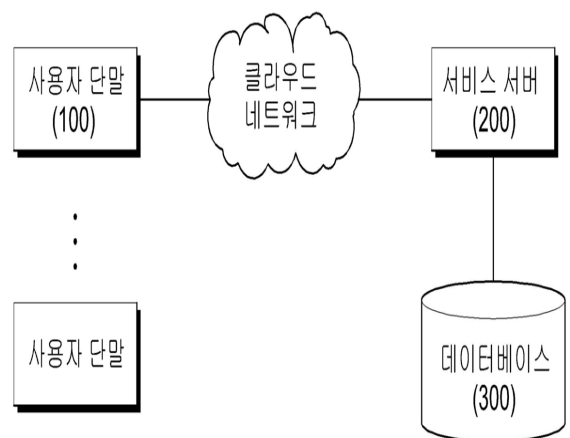 사용자 단말
(100)
클라우드
네트워크
서비스 서버
(200)
사용자 단말
데이터베이스
(300)